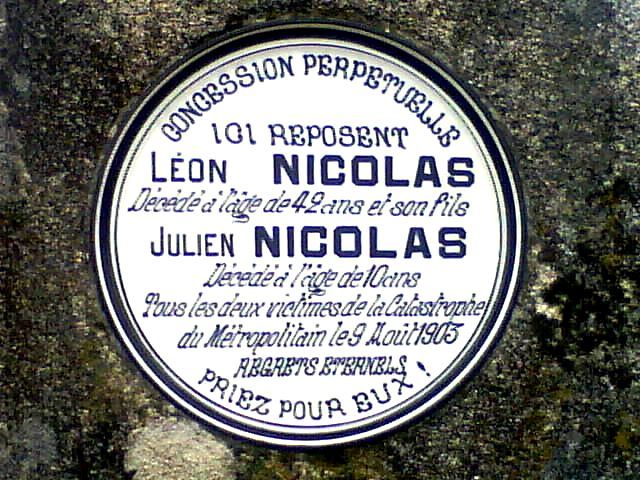 CONCESSION PERPETUELLE
ICI REPOSENT
LÉON NICOLAS
Décédé à l'âge de 42 ans et son fils
JULIEN NICOLAS
Décédé à l'âge de 10 ans
Tous les deux victimes de la Catastrophe
du Métropolitain le 9 Août 1903
REGRETS ETERNELS
PRIEZ POUR EUX !